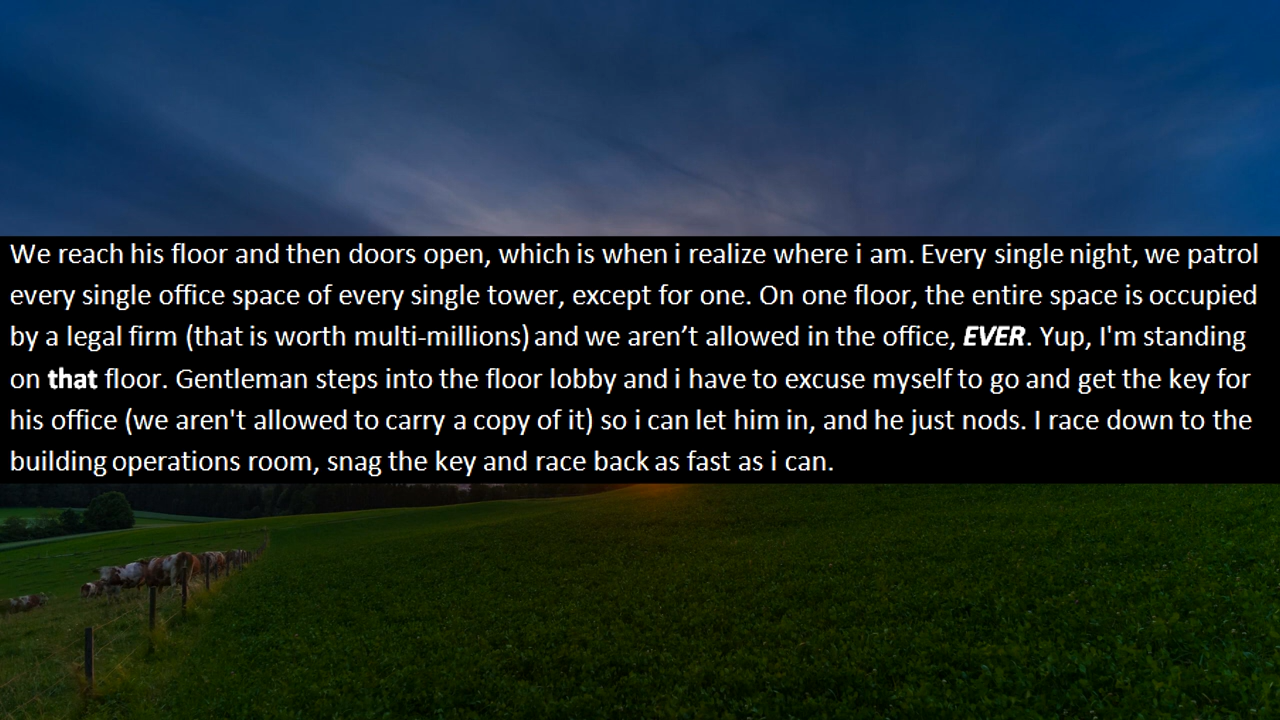 We reach his floor and then doors open, which is when i realize where i am. Every single night, we patrol
every single office space of every single tower, except for one. On one floor, the entire space is occupied
by a legal firm (that is worth multi-millions) and we aren’t allowed in the office, EVER. Yup, I'm standing
on that floor. Gentleman steps into the floor lobby and i have to excuse myself to go and get the key for
his office (we aren't allowed to carry a copy of it) so i can let him in, and he just nods. I race down to the
building operations room, snag the key and race back as fast as i can.